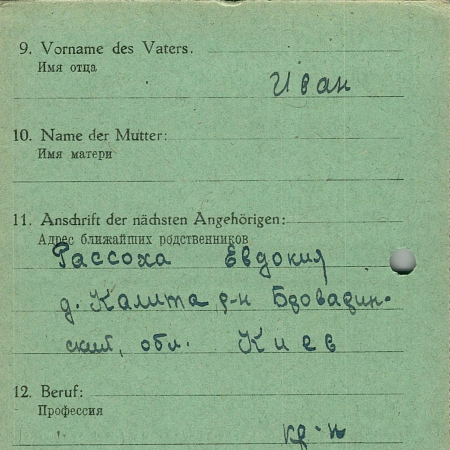 9. Vorname des Vaters.
Имя отца
Иван
10. Name der Mutter:
Имя матери
11. Anschrift der nächsten Angehörigen:
Адрес ближайших родственников
Рассоха Евдокия
д. Калита р-н Бровадин-
ский, обл. Киев
12. Beruf:
Профессия
кр-н